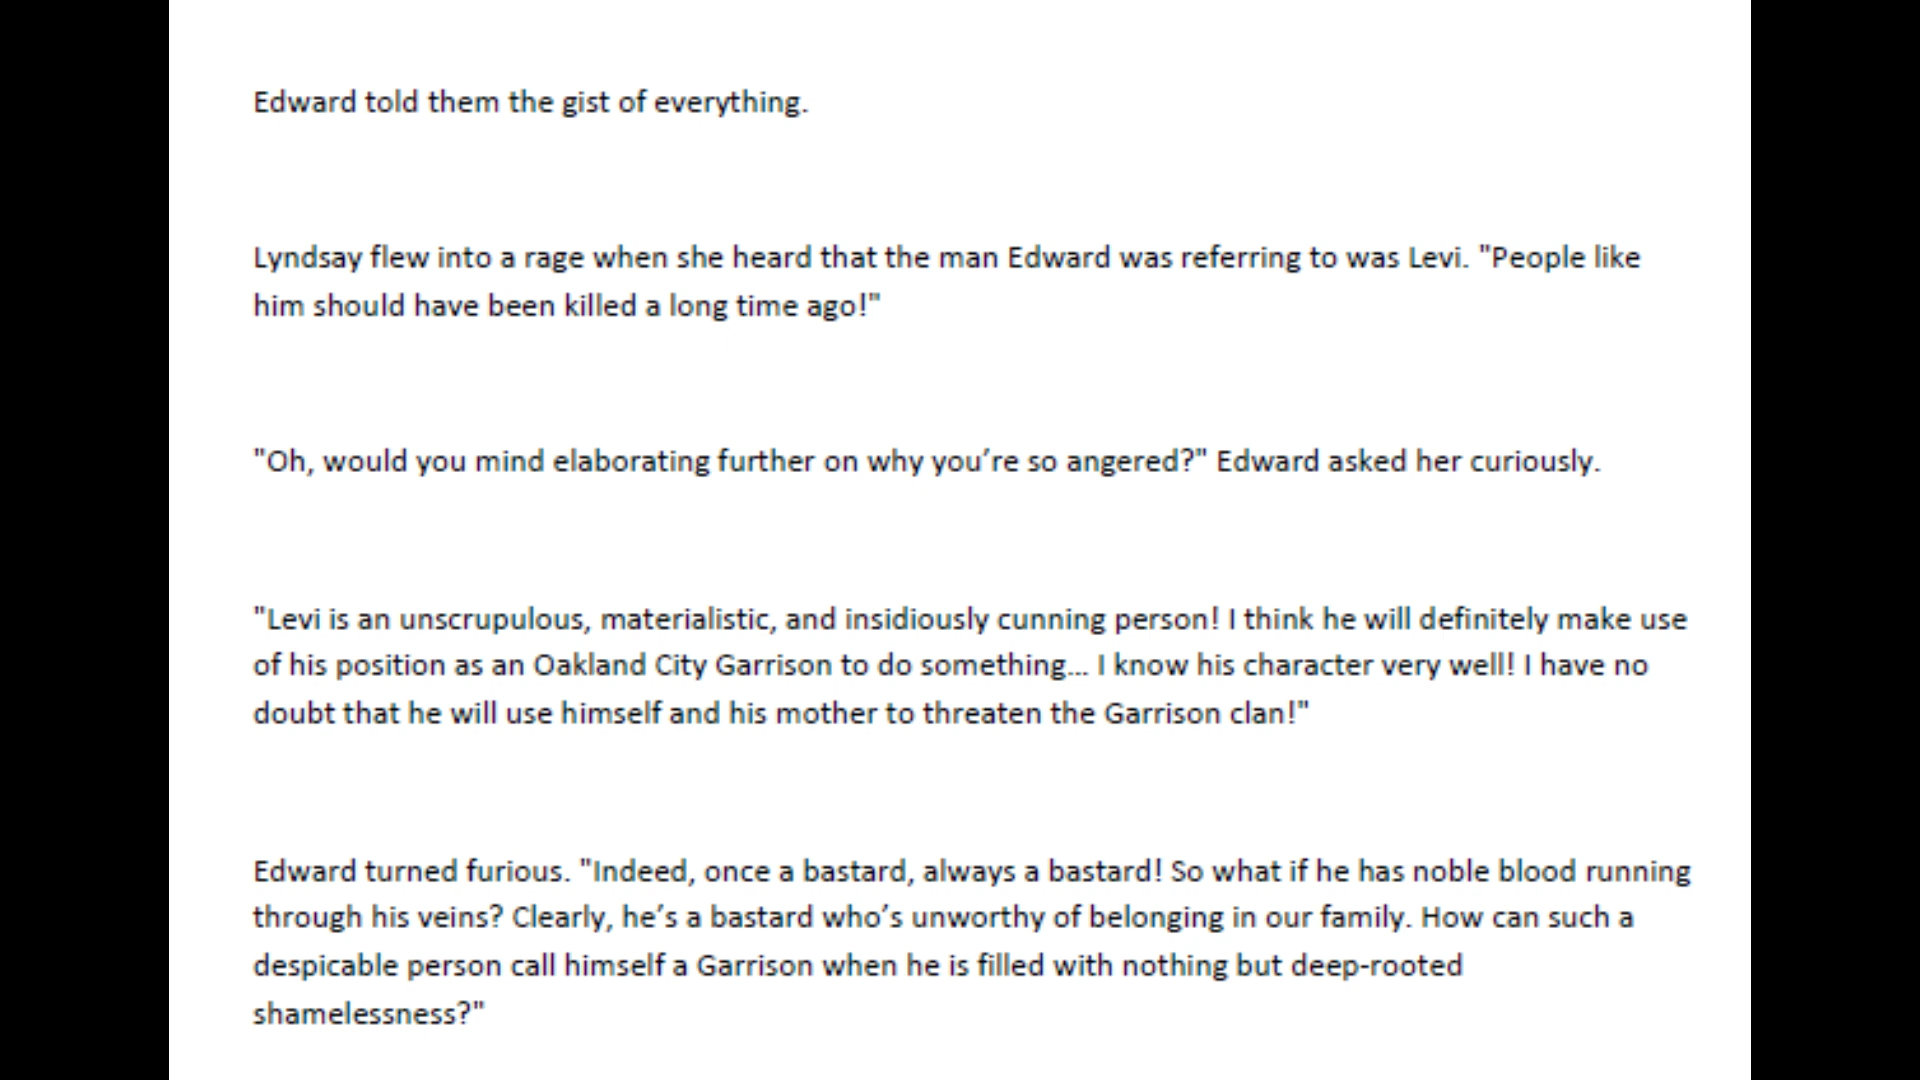 Edward told them the gist of everything.
Lyndsay flew into a rage when she heard that the man Edward was referring to was Levi. "People like
him should have been killed a long time ago!"
"Oh, would you mind elaborating further on why you’re so angered?" Edward asked her curiously.
"Levi is an unscrupulous, materialistic, and insidiously cunning person! I think he will definitely make use
of his position as an Oakland City Garrison to do something... I know his character very well! I have no
doubt that he will use himself and his mother to threaten the Garrison clan!"
Edward turned furious. "Indeed, once a bastard, always a bastard! So what if he has noble blood running
through his veins? Clearly, he’s a bastard who’s unworthy of belonging in our family. How can such a
despicable person call himself a Garrison when he is filled with nothing but deep-rooted
shamelessness?"